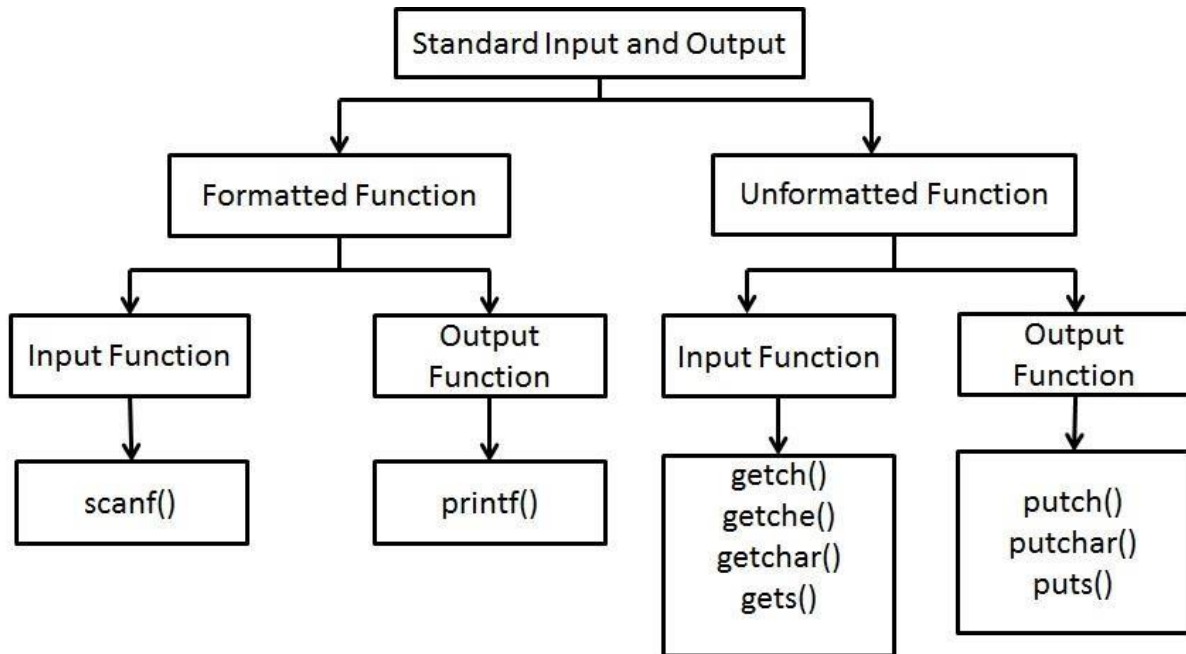 Standard Input and Output
Formatted Function
Unformatted Function
Input Function
Output
Function
Input Function
Output
Function
scanf()
printf()
getch()
getche()
getchar()
gets()
putch()
putchar()
puts()